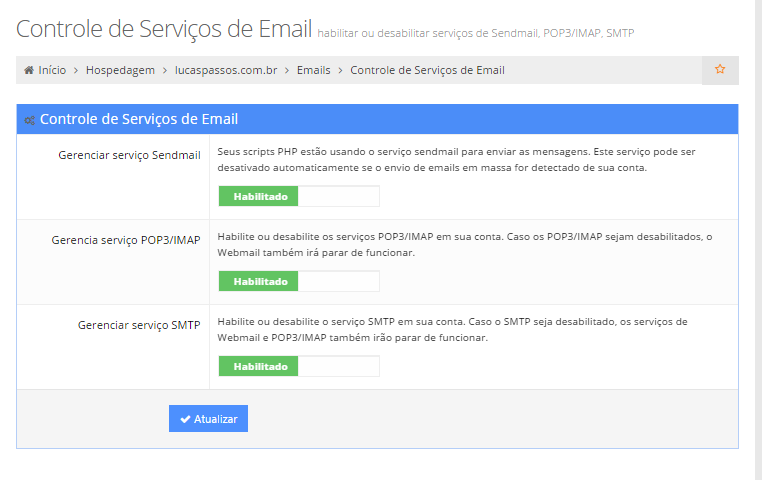 Controle de Serviços de Email habilitar ou desabilitar serviços de Sendmail, POP3/IMAP, SMTP
Início > Hospedagem > lucaspassos.com.br > Emails > Controle de Serviços de Email
Controle de Serviços de Email
Gerenciar serviço Sendmail
Seus scripts PHP estão usando o serviço sendmail para enviar as mensagens. Este serviço pode ser
desativado automaticamente se o envio de emails em massa for detectado de sua conta.
Habilitado
Gerencia serviço POP3/IMAP
Habilite ou desabilite os serviços POP3/IMAP em sua conta. Caso os POP3/IMAP sejam desabilitados, o
Webmail também irá parar de funcionar.
Habilitado
Gerenciar serviço SMTP
Habilite ou desabilite o serviço SMTP em sua conta. Caso o SMTP seja desabilitado, os serviços de
Webmail e POP3/IMAP também irão parar de funcionar.
Habilitado
Atualizar